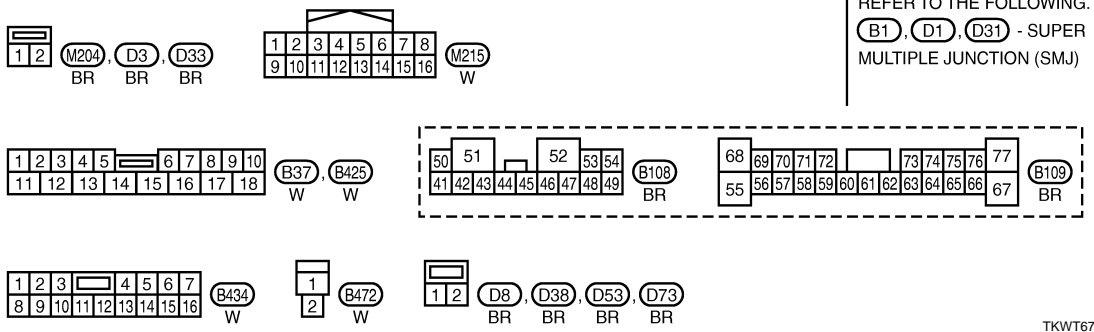 REFER TO THE FOLLOWING.
B1, D1, D31 - SUPER
MULTIPLE JUNCTION (SMJ)
1 2
M204, D3, D33
BR BR BR
1 2 3 4 5 6 7 8
9 10 11 12 13 14 15 16
M215
W
1 2 3 4 5 6 7 8 9 10
11 12 13 14 15 16 17 18
B37, B425
W W
50 51 52 53 54
41 42 43 44 45 46 47 48 49
B108
BR
68 69 70 71 72 73 74 75 76 77
55 56 57 58 59 60 61 62 63 64 65 66 67
B109
BR
1 2 3 4 5 6 7
8 9 10 11 12 13 14 15 16
B434
W
1
2
B472
W
1 2
D8, D38, D53, D73
BR BR BR BR
TKWT67